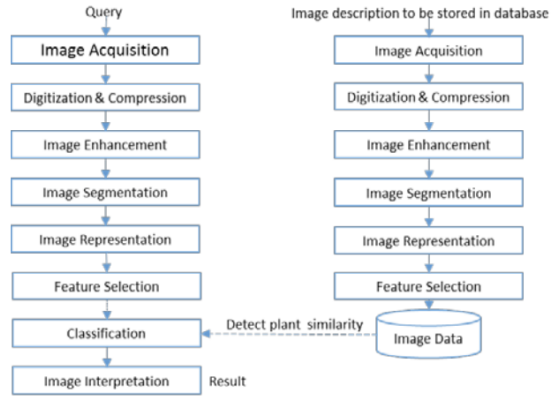 Query
Image Acquisition
Digitization & Compression
Image Enhancement
Image Segmentation
Image Representation
Feature Selection
Classification
Image Interpretation
Result
Image description to be stored in database
Image Acquisition
Digitization & Compression
Image Enhancement
Image Segmentation
Image Representation
Feature Selection
Image Data
Detect plant similarity